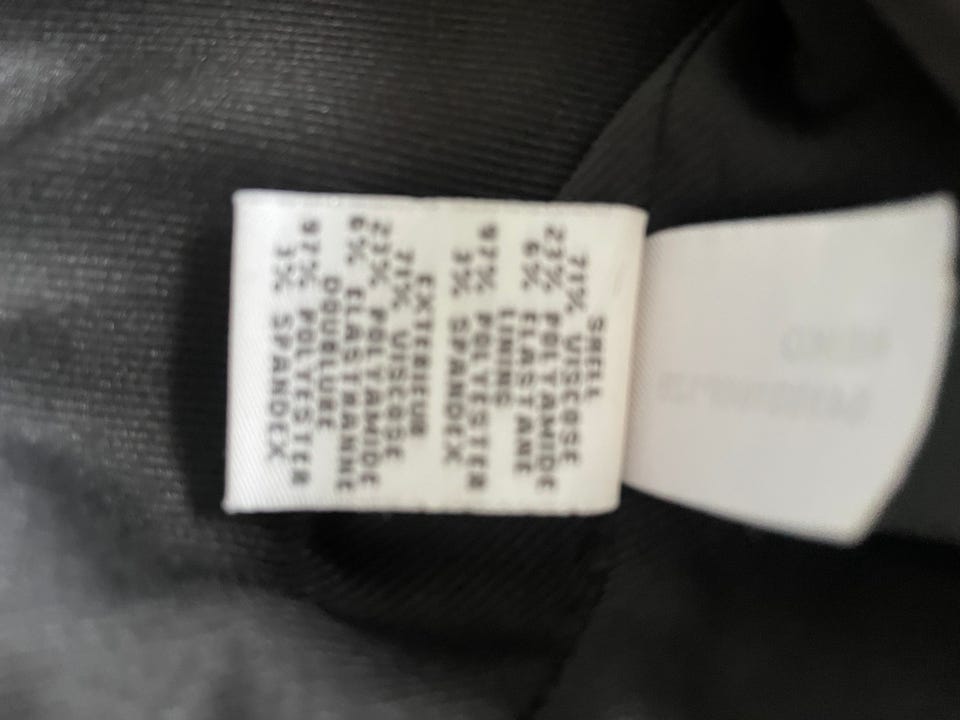 SHELL
71% VISCOSE
23% POLYAMIDE
6% ELASTANE
LINING
97% POLYESTER
3% SPANDEX
EXTERIEUR
71% VISCOSE
23% POLYAMIDE
6% ELASTHANNE
DOUBLURE
97% POLYESTER
3% SPANDEX